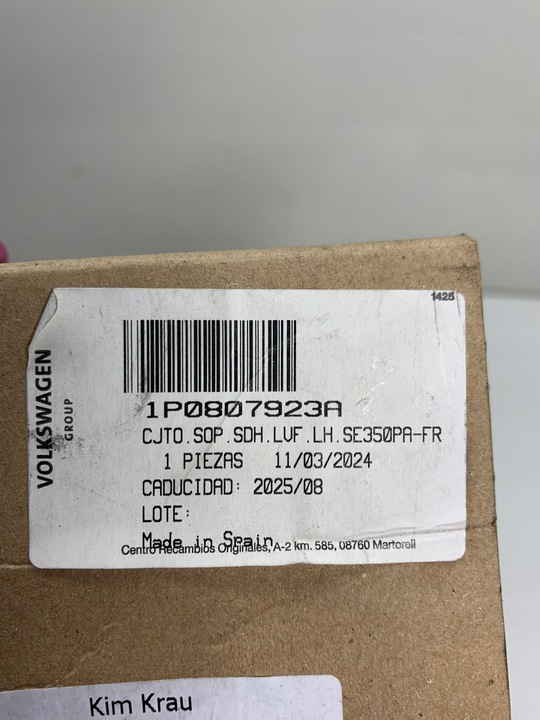 1425
VOLKSWAGEN
GROUP
1P0807923A
CJTO.SOP.SDH.LVF.LH.SE350PA-FR
1 PIEZAS 11/03/2024
CADUCIDAD: 2025/08
LOTE:
Made in Spain
Centro Recambios Originales, A-2 km. 585, 08760 Martorell
Kim Krau